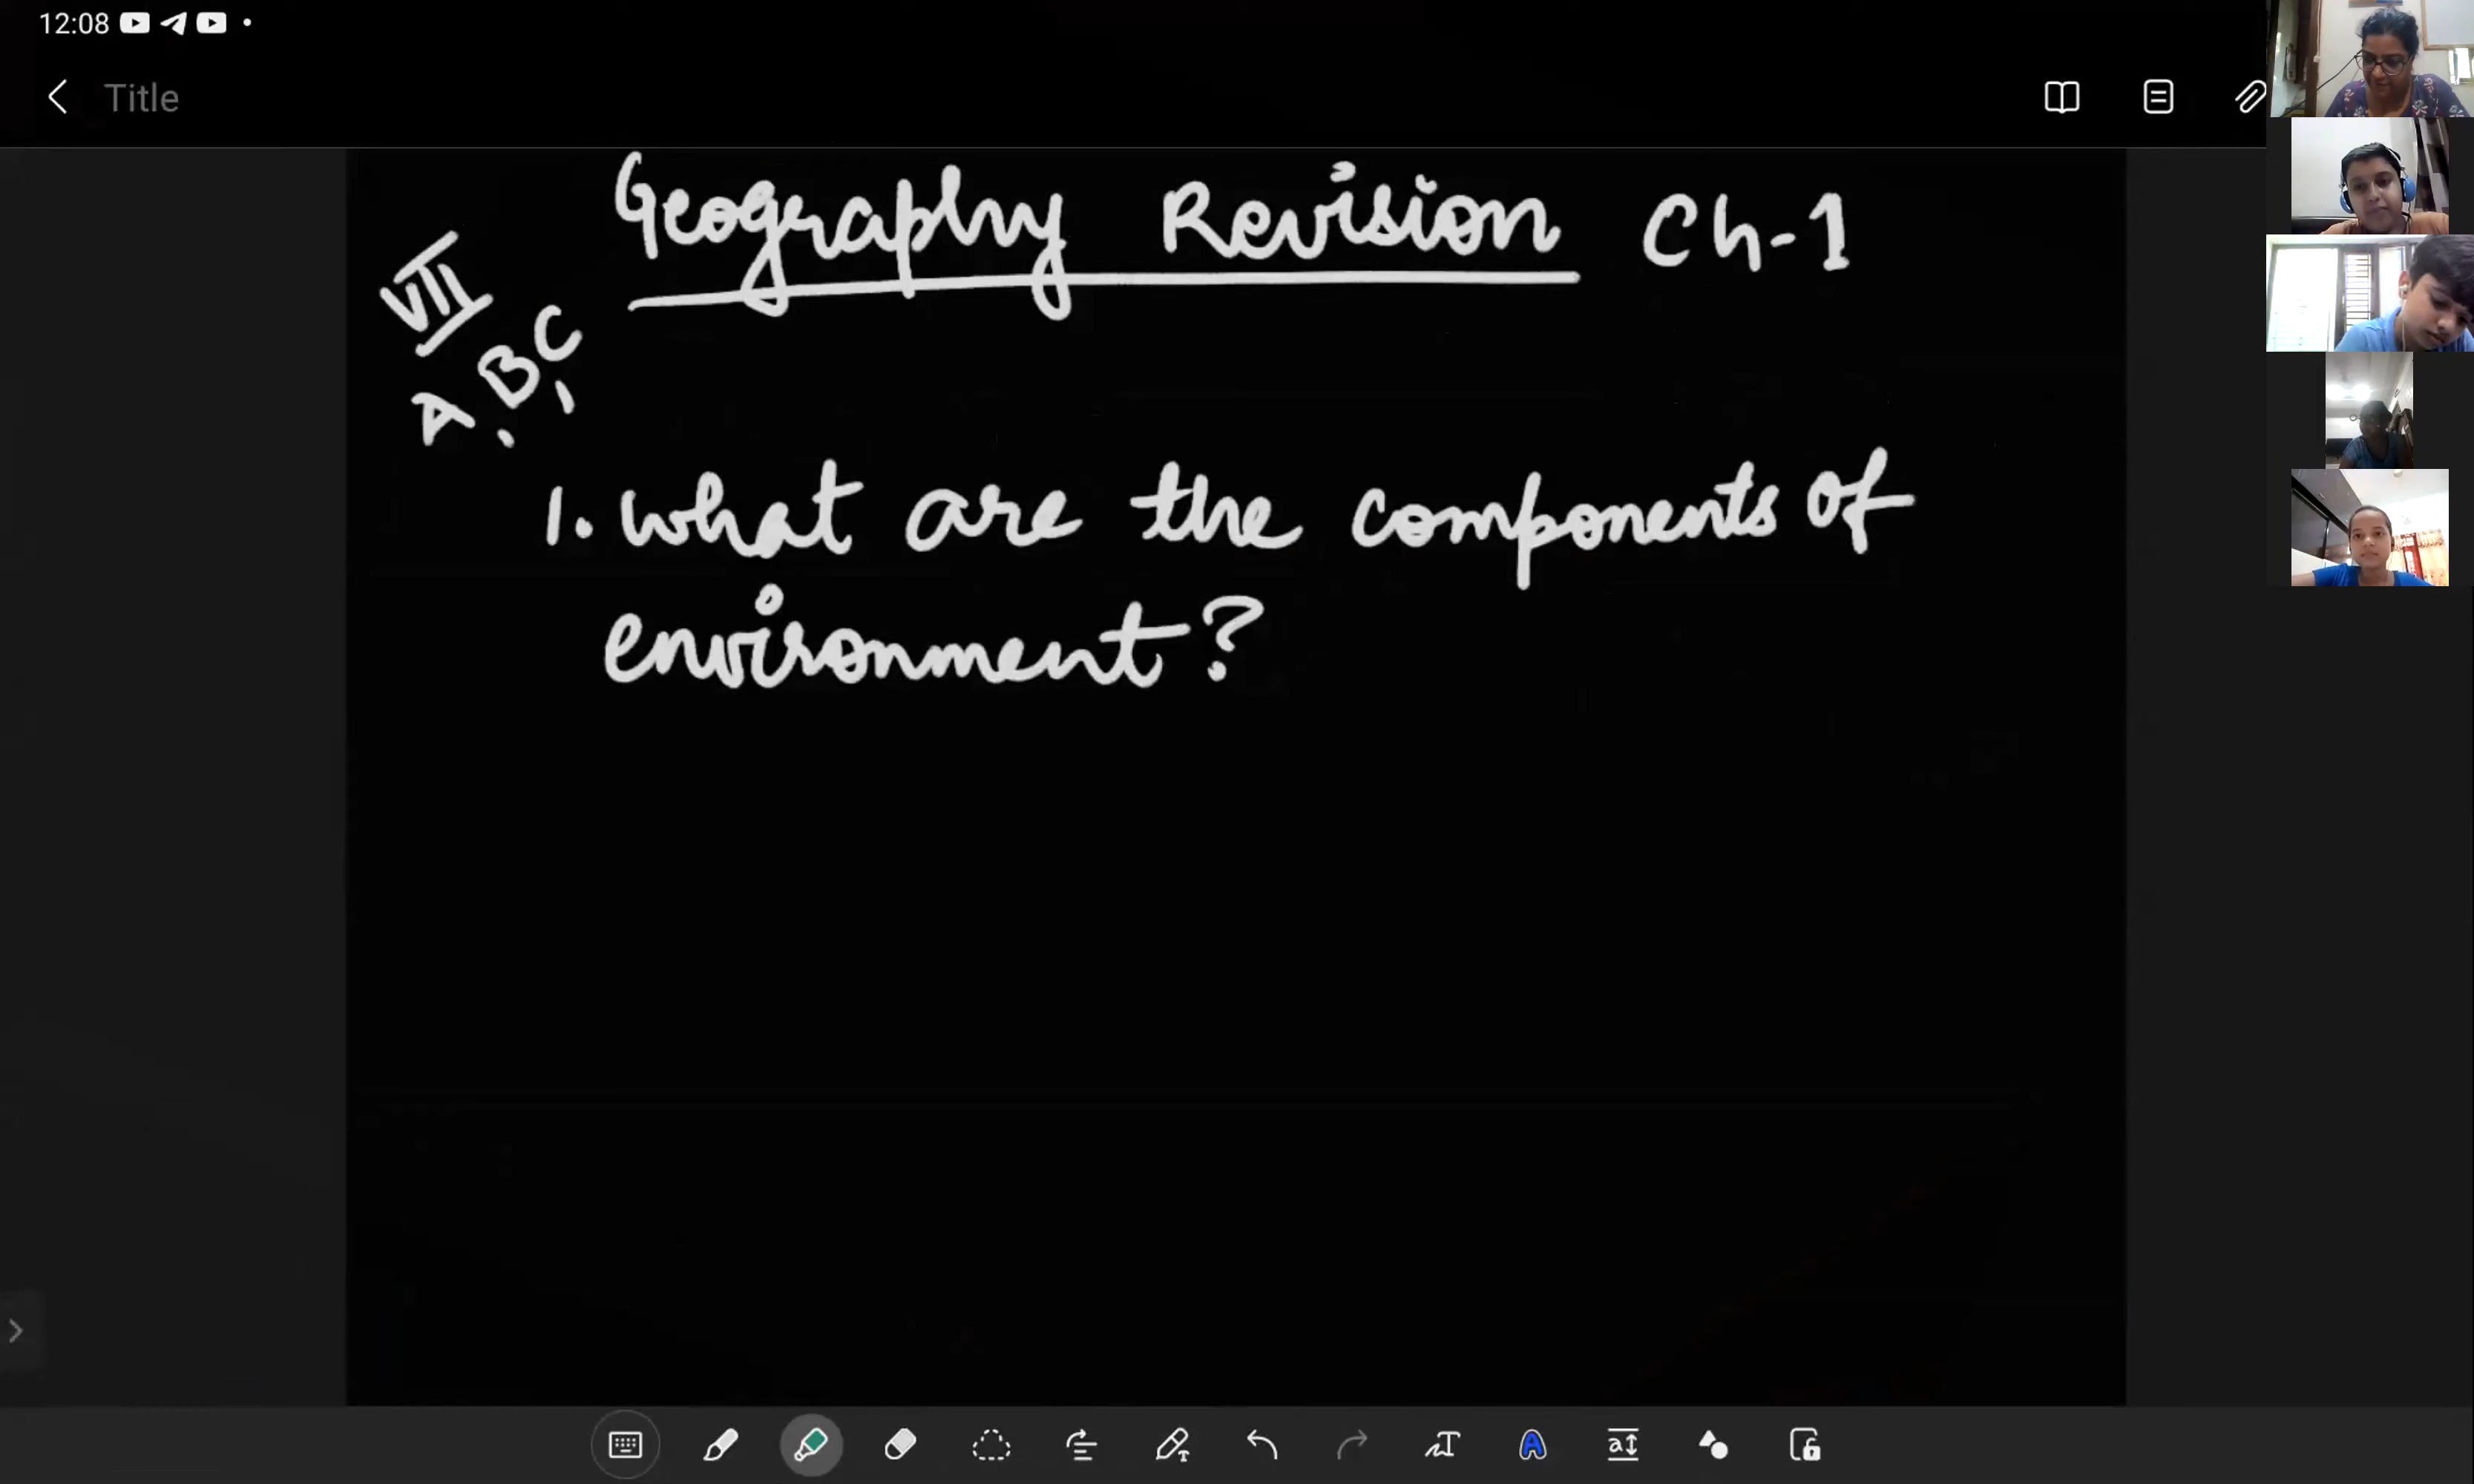 12:08
Title
Geography Revision Ch-1
VII
A, B, C
1. What are the components of
environment?